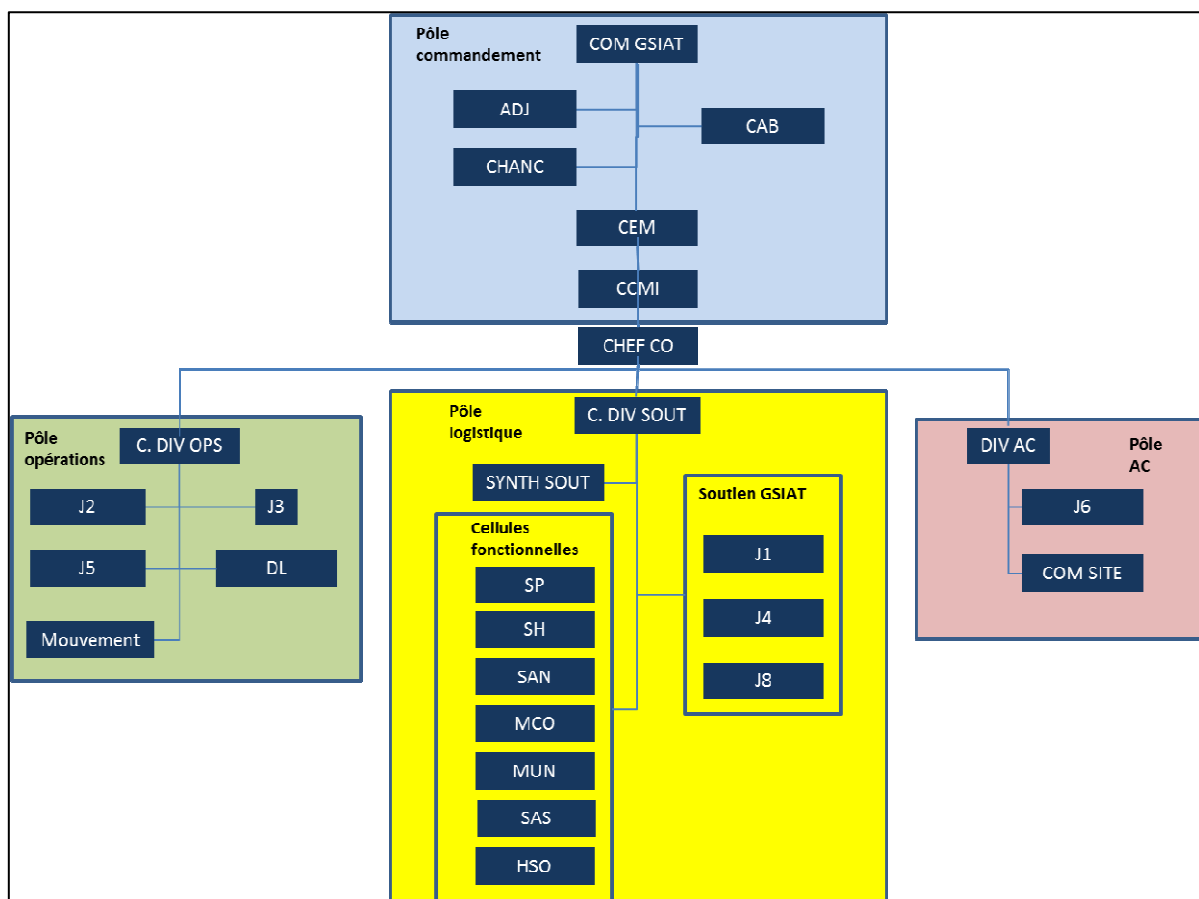 Pôle
commandement
COM GSIAT
ADJ
CAB
CHANC
CEM
CCMI
CHEF CO
Pôle
opérations
C. DIV OPS
J2
J3
J5
DL
Mouvement
Pôle
logistique
C. DIV SOUT
SYNTH SOUT
Cellules
fonctionnelles
SP
SH
SAN
MCO
MUN
SAS
HSO
Soutien GSIAT
J1
J4
J8
DIV AC
Pôle
AC
J6
COM SITE